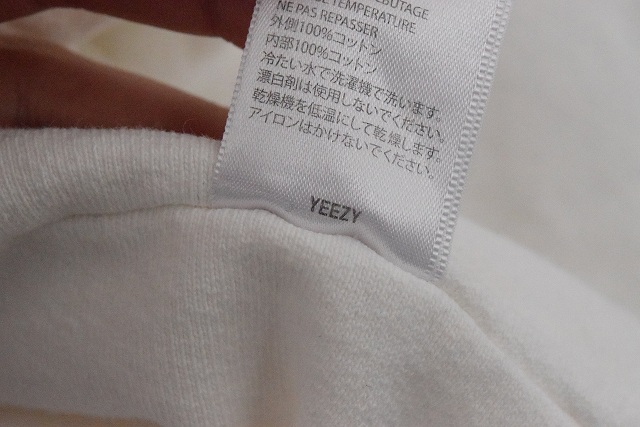 TEMPERATURE
NE PAS REPASSER
外側100%コットン
内部100%コットン
冷たい水で洗濯機で洗います。
漂白剤は使用しないでください。
乾燥機を低温にして乾燥します。
アイロンはかけないでください。
YEEZY